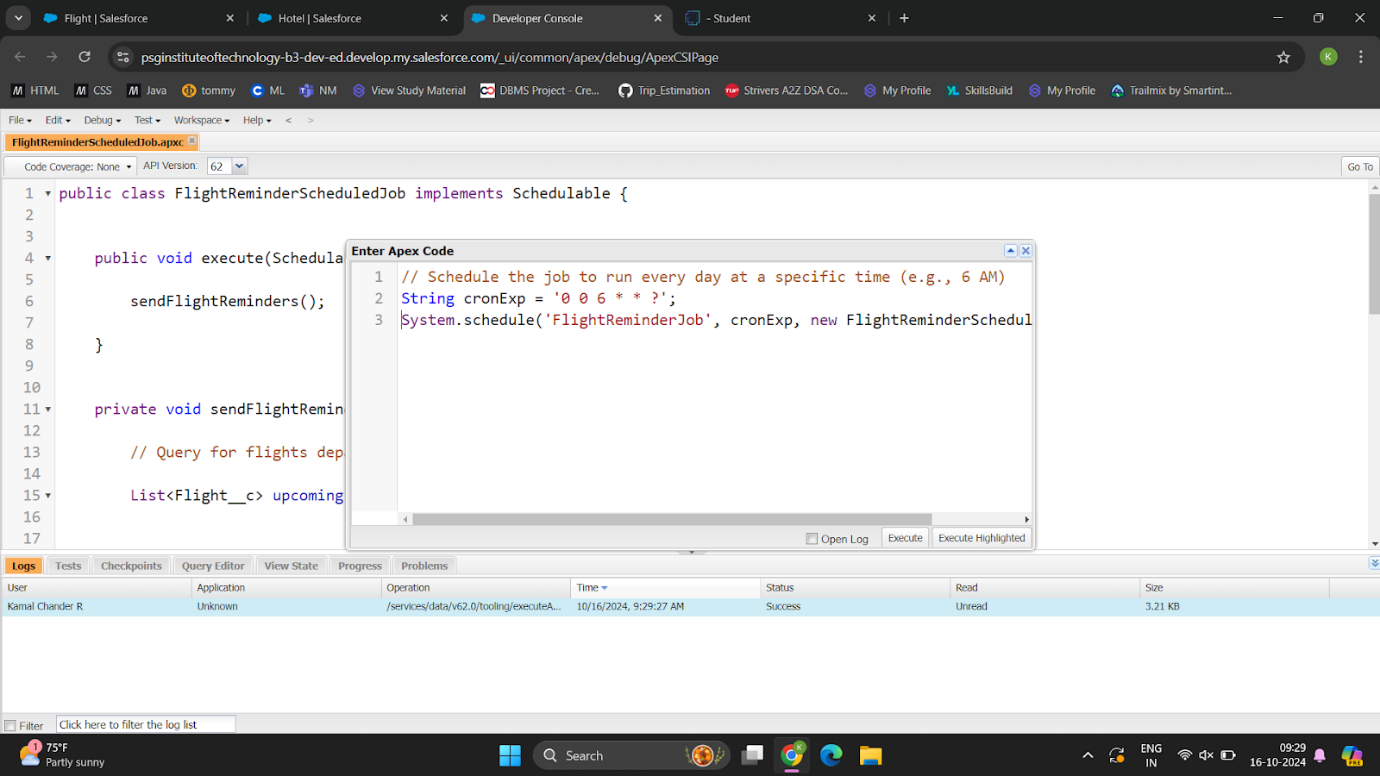 Flight | Salesforce
Hotel | Salesforce
Developer Console
- Student
psginstituteoftechnology-b3-dev-ed.develop.my.salesforce.com/_ui/common/apex/debug/ApexCSIPage
K
HTML CSS Java tommy ML NM View Study Material DBMS Project - Cre... Trip_Estimation Strivers A2Z DSA Co... My Profile SkillsBuild My Profile Trailmix by Smartint...
File Edit Debug Test Workspace Help < >
FlightReminderScheduledJob.apxc
Code Coverage: None API Version: 62 Go To
1 public class FlightReminderScheduledJob implements Schedulable {
2
3
4 public void execute(Schedula
5
6 sendFlightReminders();
7
8 }
9
10
11 private void sendFlightRemin
12
13 // Query for flights dep
14
15 List<Flight__c> upcoming
16
17
Enter Apex Code
1 // Schedule the job to run every day at a specific time (e.g., 6 AM)
2 String cronExp = '0 0 6 * * ?';
3 System.schedule('FlightReminderJob', cronExp, new FlightReminderSchedul
Open Log Execute Execute Highlighted
Logs Tests Checkpoints Query Editor View State Progress Problems
User Application Operation Time Status Read Size
Kamal Chander R Unknown /services/data/v62.0/tooling/executeA... 10/16/2024, 9:29:27 AM Success Unread 3.21 KB
Filter Click here to filter the log list
1 75°F
Partly sunny
Search
K
ENG
IN
09:29
16-10-2024
PRE